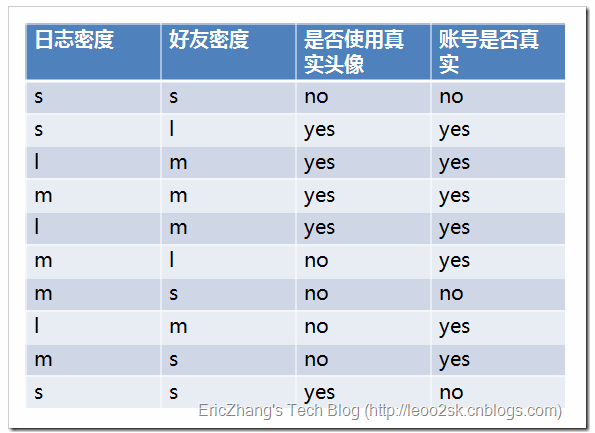 日志密度 好友密度 是否使用真实头像 账号是否真实
s s no no
s l yes yes
l m yes yes
m m yes yes
l m yes yes
m l no yes
m s no no
l m no yes
m s no yes
s s yes no
EricZhang's Tech Blog (http://leoo2sk.cnblogs.com)